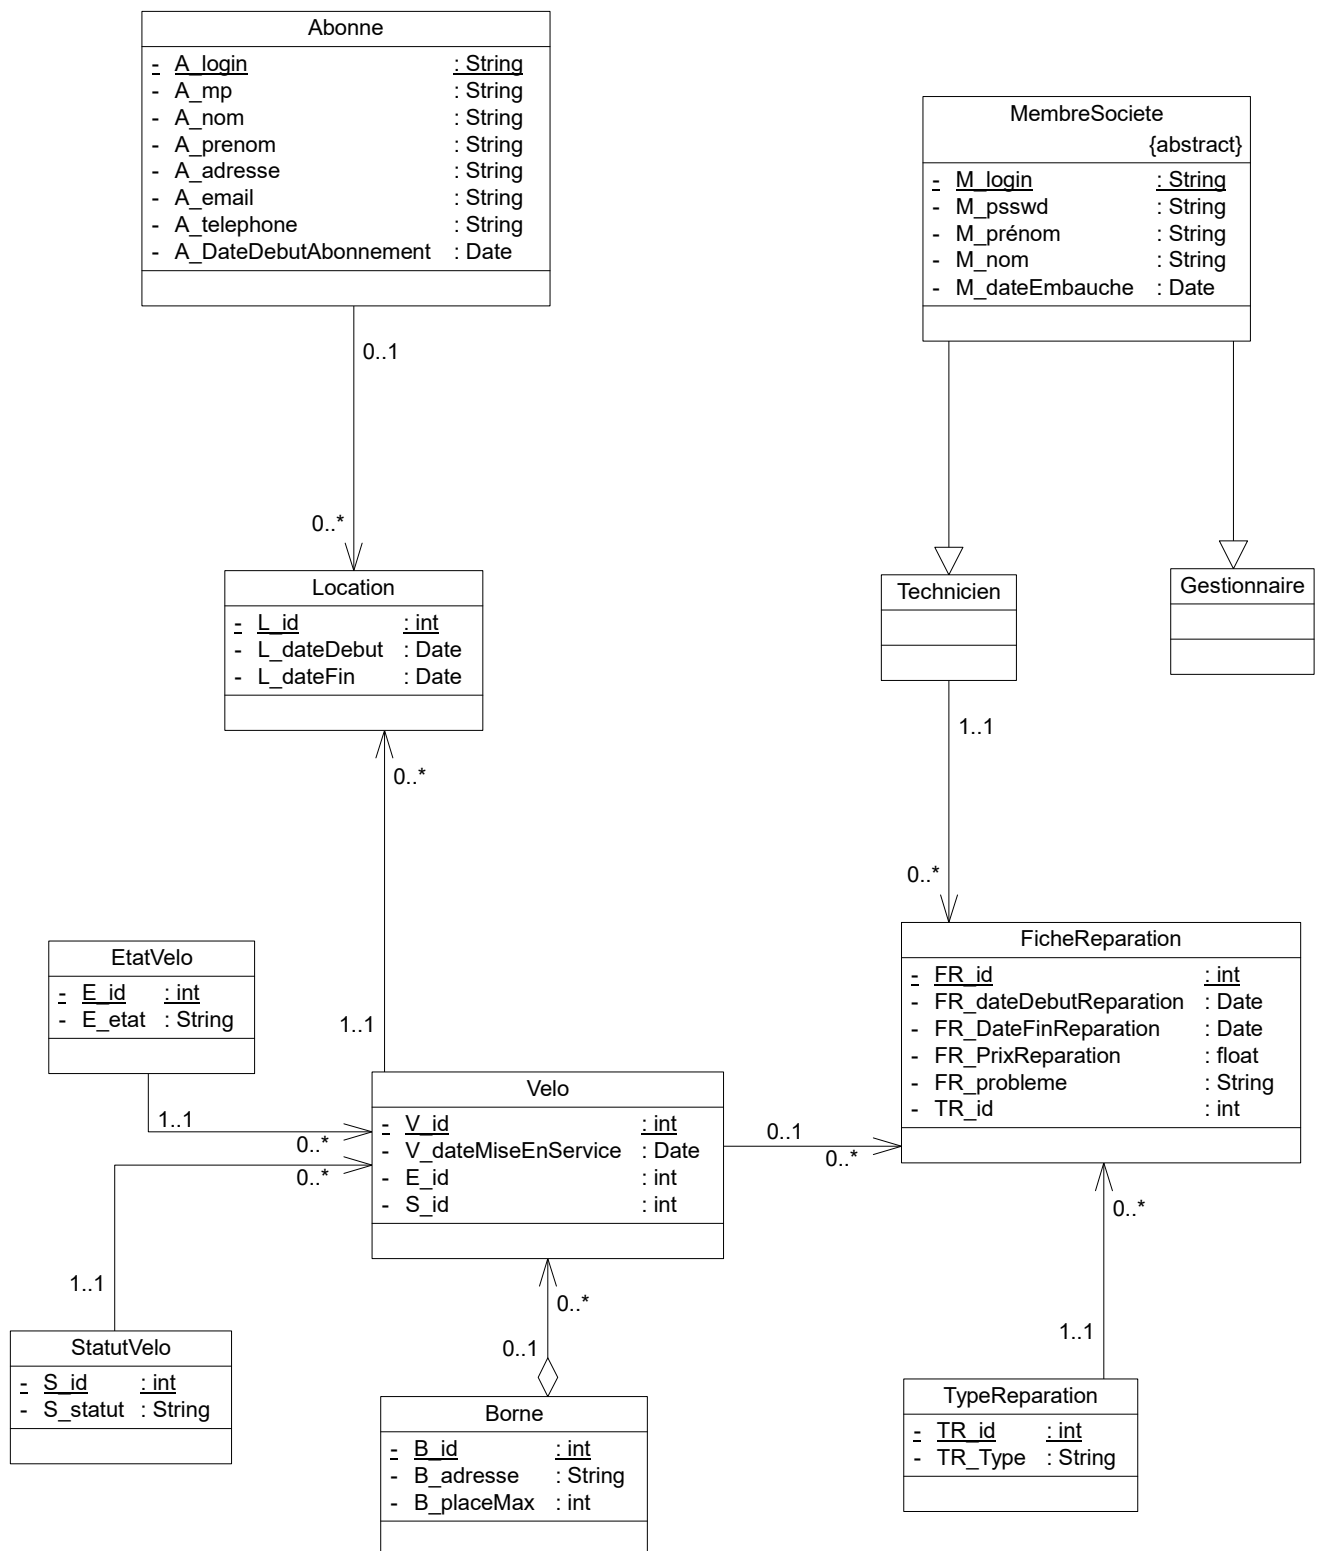 Abonne
- A_login : String
- A_mp : String
- A_nom : String
- A_prenom : String
- A_adresse : String
- A_email : String
- A_telephone : String
- A_DateDebutAbonnement : Date
MembreSociete
{abstract}
- M_login : String
- M_psswd : String
- M_prénom : String
- M_nom : String
- M_dateEmbauche : Date
0..1
0..*
Location
- L_id : int
- L_dateDebut : Date
- L_dateFin : Date
Technicien
Gestionnaire
1..1
0..*
0..*
FicheReparation
- FR_id : int
- FR_dateDebutReparation : Date
- FR_DateFinReparation : Date
- FR_PrixReparation : float
- FR_probleme : String
- TR_id : int
EtatVelo
- E_id : int
- E_etat : String
1..1
1..1
0..*
0..*
Velo
- V_id : int
- V_dateMiseEnService : Date
- E_id : int
- S_id : int
0..1
0..*
0..*
1..1
1..1
StatutVelo
- S_id : int
- S_statut : String
0..*
0..1
Borne
- B_id : int
- B_adresse : String
- B_placeMax : int
TypeReparation
- TR_id : int
- TR_Type : String